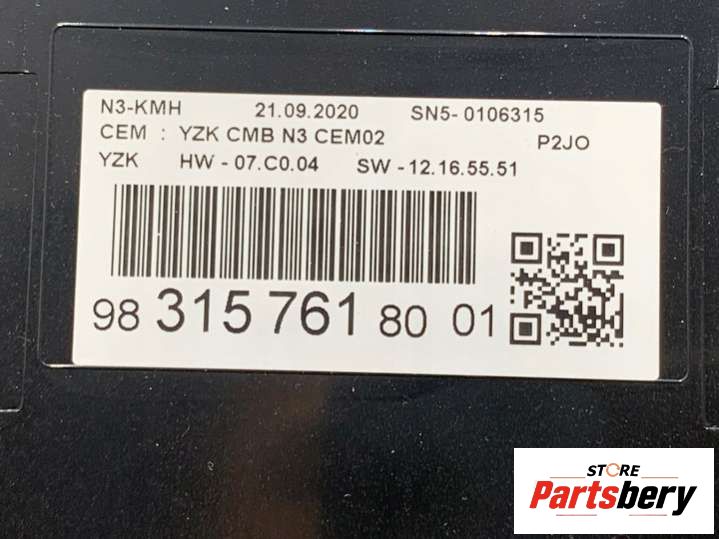 N3-KMH 21.09.2020 SN5- 0106315
CEM : YZK CMB N3 CEM02 P2JO
YZK HW - 07.C0.04 SW - 12.16.55.51
98 315 761 80 01
STORE
Partsbery